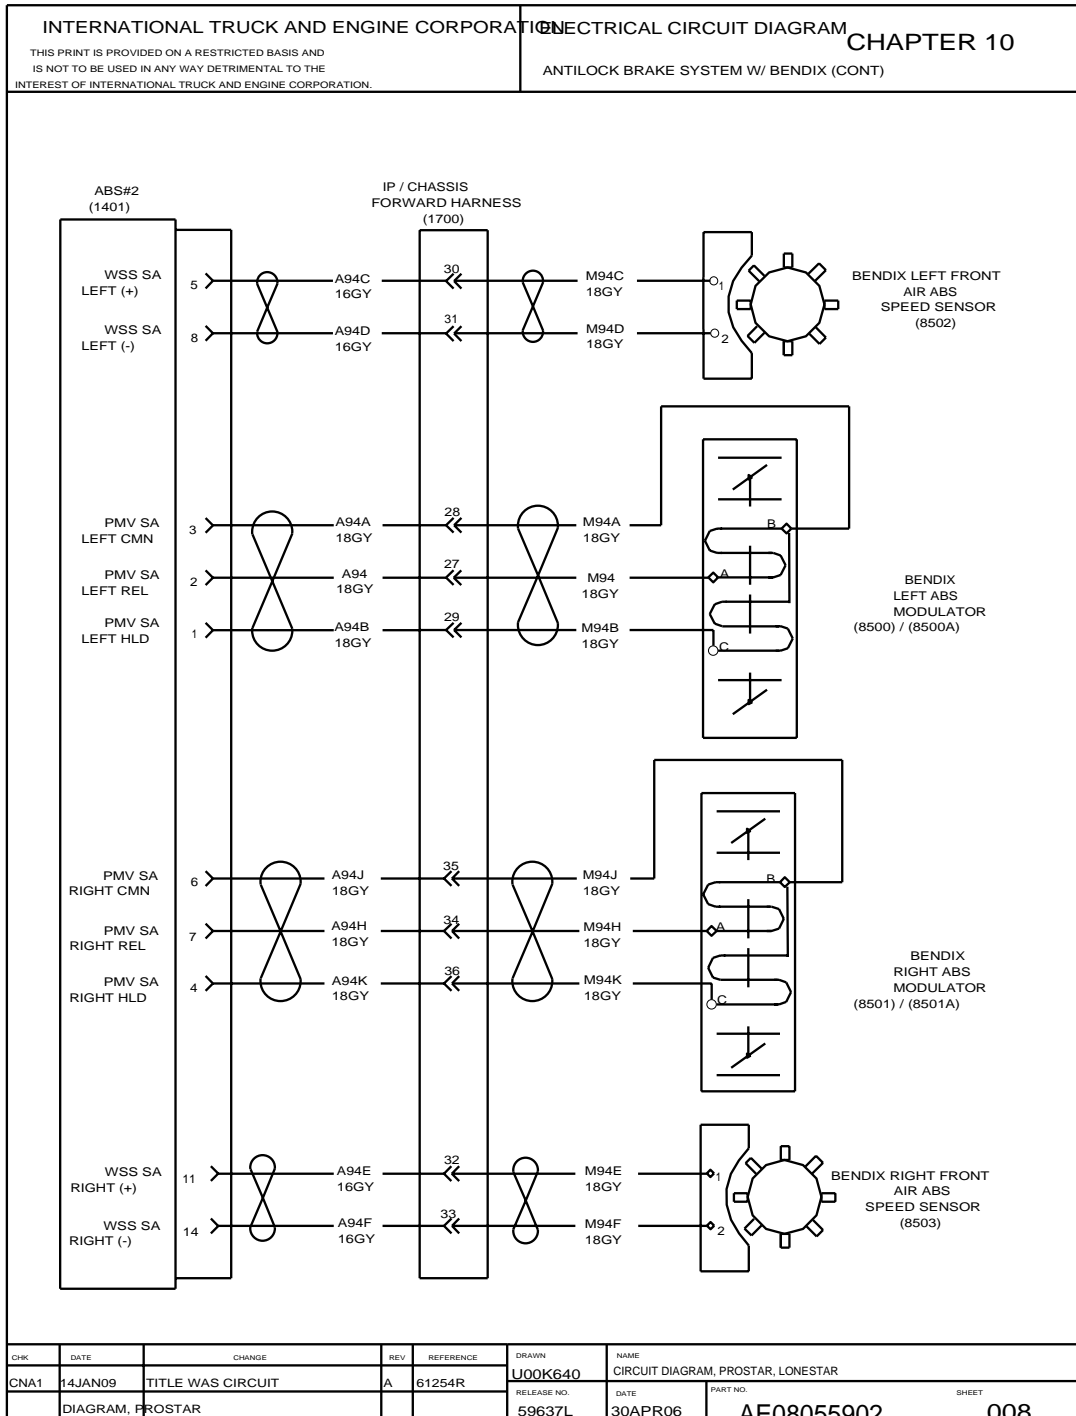 INTERNATIONAL TRUCK AND ENGINE CORPORATION
THIS PRINT IS PROVIDED ON A RESTRICTED BASIS AND
IS NOT TO BE USED IN ANY WAY DETRIMENTAL TO THE
INTEREST OF INTERNATIONAL TRUCK AND ENGINE CORPORATION.
ELECTRICAL CIRCUIT DIAGRAM
CHAPTER 10
ANTILOCK BRAKE SYSTEM W/ BENDIX (CONT)
ABS#2
(1401)
IP / CHASSIS
FORWARD HARNESS
(1700)
WSS SA
LEFT (+)
5
A94C
16GY
30
M94C
18GY
1
WSS SA
LEFT (-)
8
A94D
16GY
31
M94D
18GY
2
BENDIX LEFT FRONT
AIR ABS
SPEED SENSOR
(8502)
PMV SA
LEFT CMN
3
A94A
18GY
28
M94A
18GY
B
PMV SA
LEFT REL
2
A94
18GY
27
M94
18GY
A
PMV SA
LEFT HLD
1
A94B
18GY
29
M94B
18GY
C
BENDIX
LEFT ABS
MODULATOR
(8500) / (8500A)
PMV SA
RIGHT CMN
6
A94J
18GY
35
M94J
18GY
B
PMV SA
RIGHT REL
7
A94H
18GY
34
M94H
18GY
A
PMV SA
RIGHT HLD
4
A94K
18GY
36
M94K
18GY
C
BENDIX
RIGHT ABS
MODULATOR
(8501) / (8501A)
WSS SA
RIGHT (+)
11
A94E
16GY
32
M94E
18GY
1
WSS SA
RIGHT (-)
14
A94F
16GY
33
M94F
18GY
2
BENDIX RIGHT FRONT
AIR ABS
SPEED SENSOR
(8503)
CHK DATE CHANGE REV REFERENCE
CNA1 14JAN09 TITLE WAS CIRCUIT A 61254R
DIAGRAM, PROSTAR
DRAWN
U00K640
NAME
CIRCUIT DIAGRAM, PROSTAR, LONESTAR
RELEASE NO.
59637L
DATE
30APR06
PART NO.
AE08055902
SHEET
008